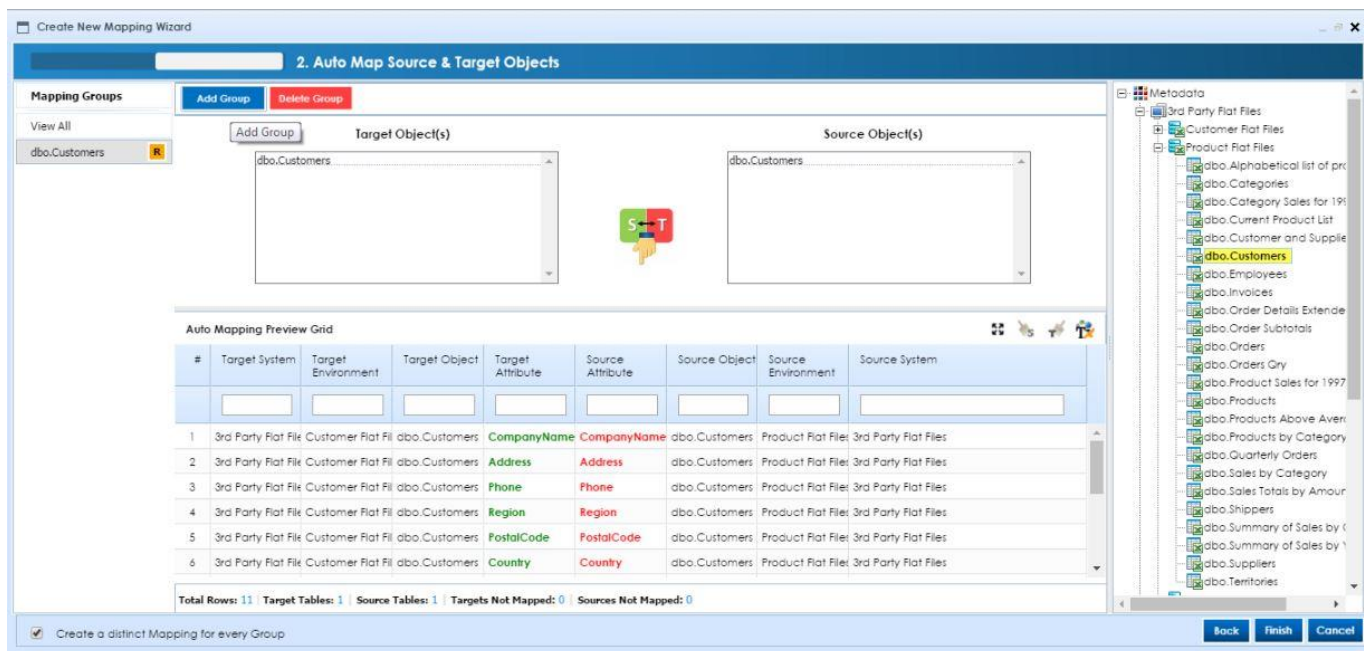 Create New Mapping Wizard
2. Auto Map Source & Target Objects
Mapping Groups
View All
dbo.Customers R
Add Group Delete Group
Add Group
Target Object(s) Source Object(s)
dbo.Customers dbo.Customers
S T
Auto Mapping Preview Grid
# Target System Target Environment Target Object Target Attribute Source Attribute Source Object Source Environment Source System
1 3rd Party Flat File Customer Flat Fil dbo.Customers CompanyName CompanyName dbo.Customers Product Flat Files 3rd Party Flat Files
2 3rd Party Flat File Customer Flat Fil dbo.Customers Address Address dbo.Customers Product Flat Files 3rd Party Flat Files
3 3rd Party Flat File Customer Flat Fil dbo.Customers Phone Phone dbo.Customers Product Flat Files 3rd Party Flat Files
4 3rd Party Flat File Customer Flat Fil dbo.Customers Region Region dbo.Customers Product Flat Files 3rd Party Flat Files
5 3rd Party Flat File Customer Flat Fil dbo.Customers PostalCode PostalCode dbo.Customers Product Flat Files 3rd Party Flat Files
6 3rd Party Flat File Customer Flat Fil dbo.Customers Country Country dbo.Customers Product Flat Files 3rd Party Flat Files
Total Rows: 11 Target Tables: 1 Source Tables: 1 Targets Not Mapped: 0 Sources Not Mapped: 0
Metadata
3rd Party Flat Files
Customer Flat Files
Product Flat Files
dbo.Alphabetical list of pro
dbo.Categories
dbo.Category Sales for 199
dbo.Current Product List
dbo.Customer and Supplie
dbo.Customers
dbo.Employees
dbo.Invoices
dbo.Order Details Extende
dbo.Order Subtotals
dbo.Orders
dbo.Orders Qry
dbo.Product Sales for 1997
dbo.Products
dbo.Products Above Aver
dbo.Products by Category
dbo.Quarterly Orders
dbo.Sales by Category
dbo.Sales Totals by Amour
dbo.Shippers
dbo.Summary of Sales by
dbo.Summary of Sales by
dbo.Suppliers
dbo.Territories
Create a distinct Mapping for every Group
Back Finish Cancel